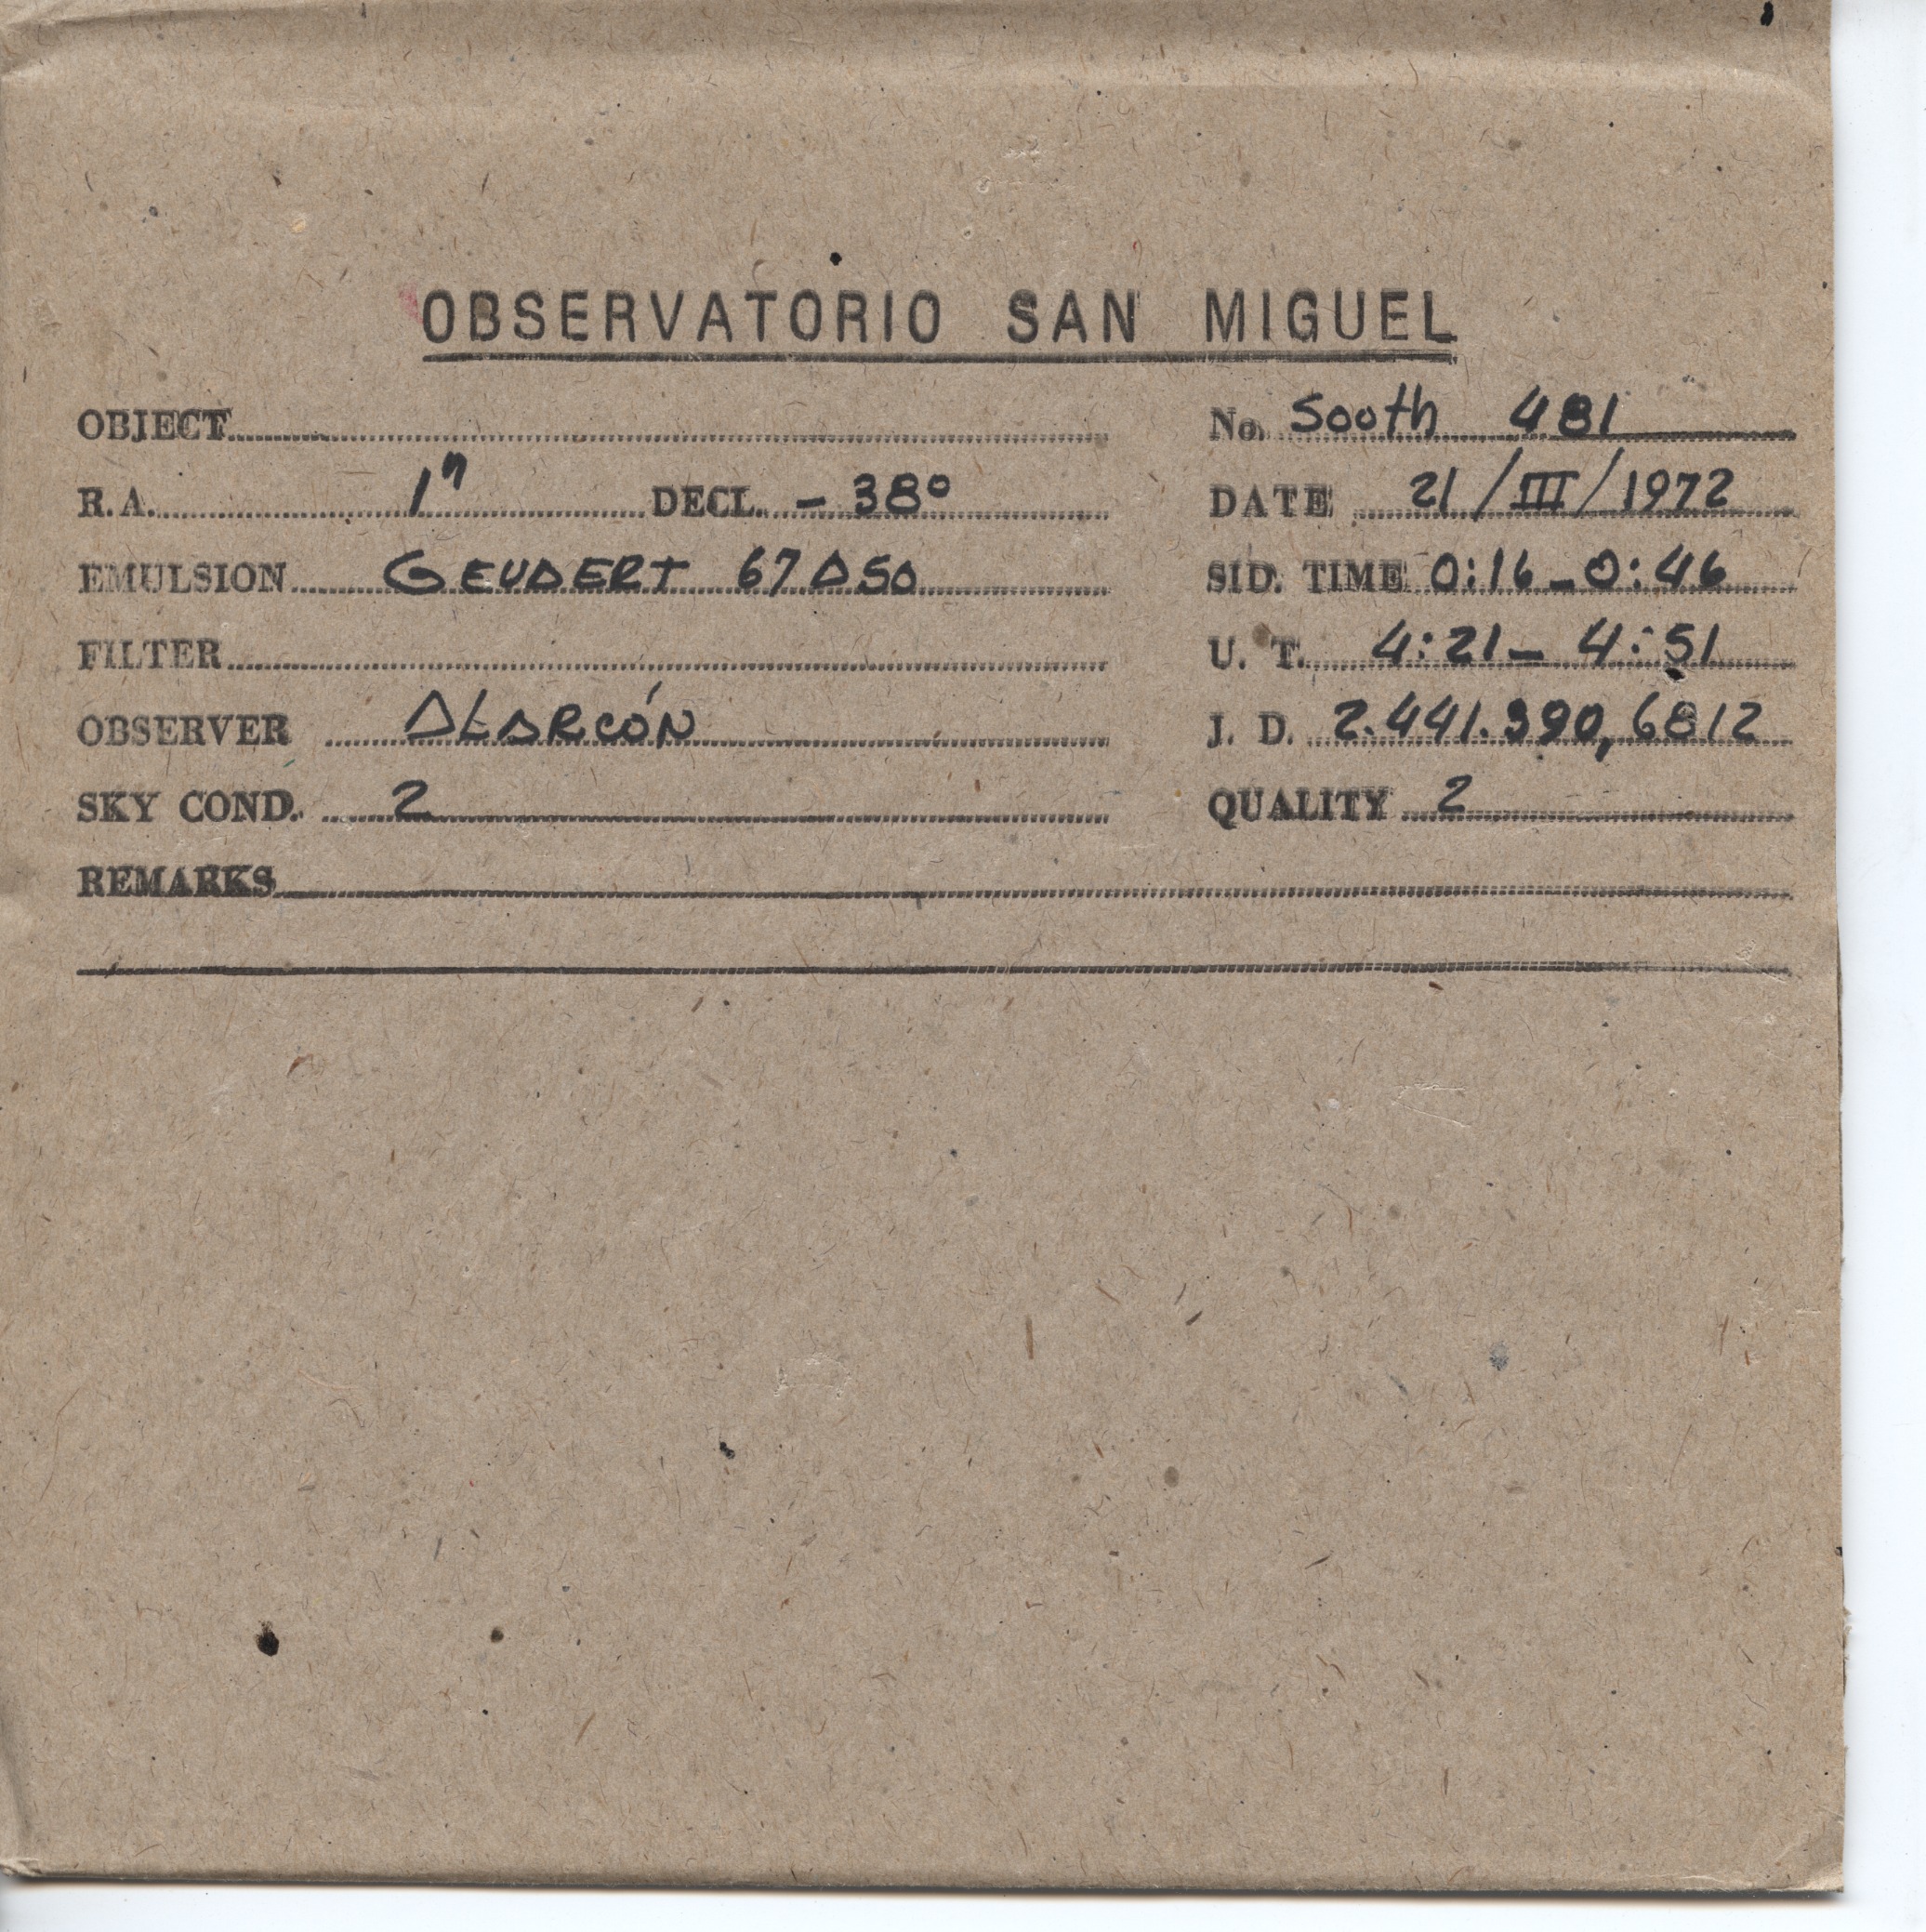 OBSERVATORIO SAN MIGUEL
OBJECT
No. South 481
R.A. 1h DECL. - 38°
DATE 21/III/1972
EMULSION GEVAERT 67A50
SID. TIME 0:16 - 0:46
FILTER
U. T. 4:21 - 4:51
OBSERVER ALARCÓN
J. D. 2.441.390,6812
SKY COND. 2
QUALITY 2
REMARKS